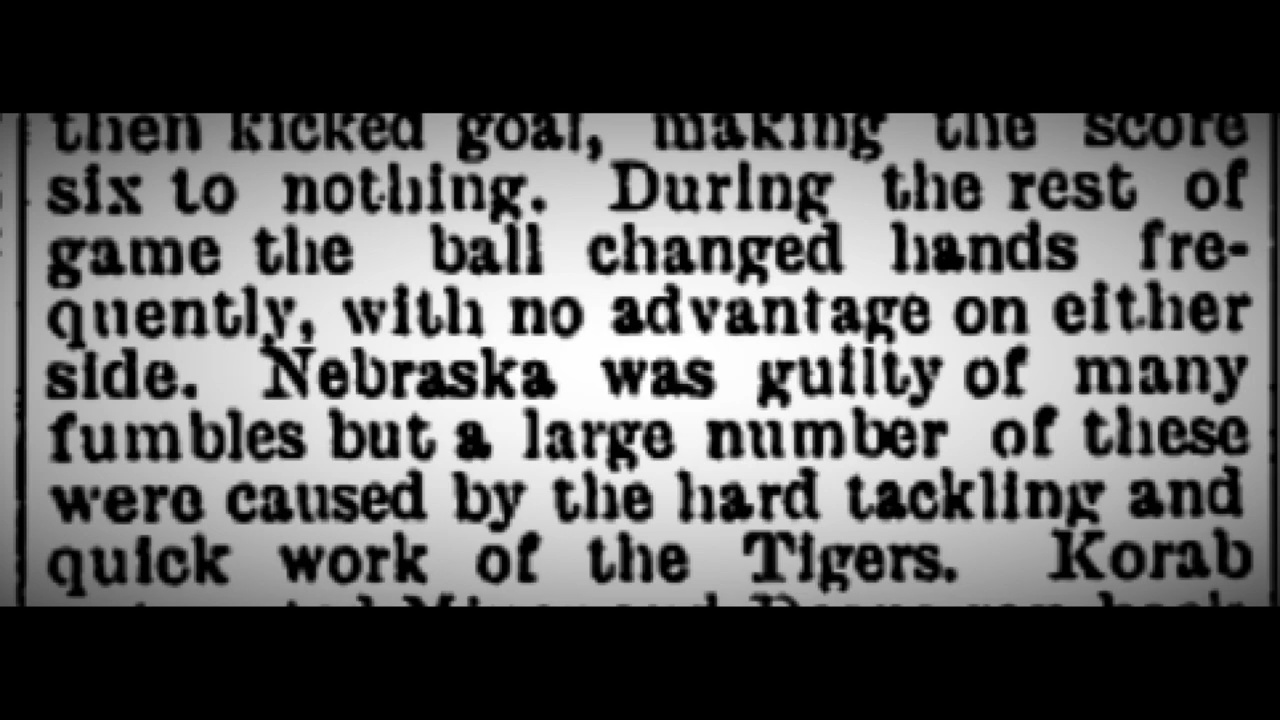 then kicked goal, making the score
six to nothing. During the rest of
game the ball changed hands fre-
quently, with no advantage on either
side. Nebraska was guilty of many
fumbles but a large number of these
were caused by the hard tackling and
quick work of the Tigers. Korab